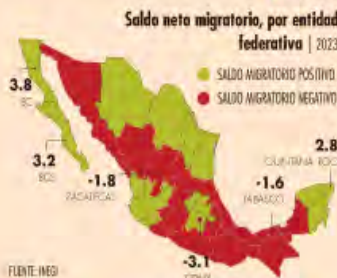 Saldo neto migratorio, por entidad
federativa | 2023
SALDO MIGRATORIO POSITIVO
SALDO MIGRATORIO NEGATIVO
3.8
BC
3.2
BCS
-1.8
ZACATECAS
2.8
QUINTANA ROO
-1.6
TABASCO
-3.1
FUENTE: INEGI